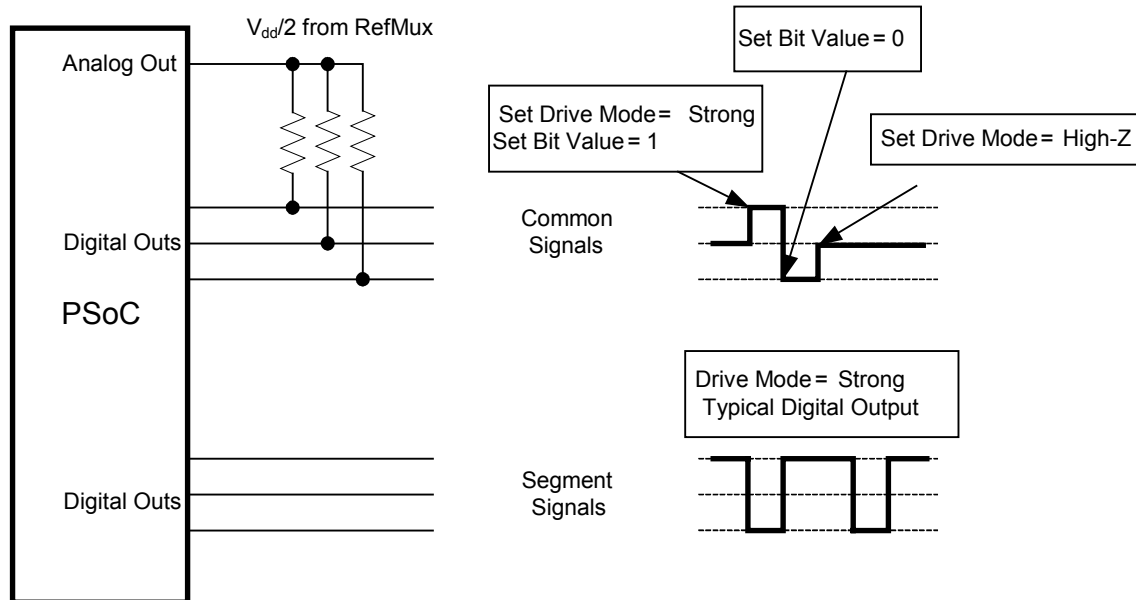 V_dd/2 from RefMux
Analog Out
Digital Outs
PSoC
Digital Outs
Set Bit Value = 0
Set Drive Mode = Strong
Set Bit Value = 1
Set Drive Mode = High-Z
Common
Signals
Drive Mode = Strong
Typical Digital Output
Segment
Signals